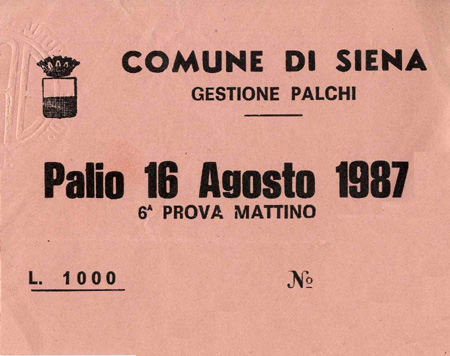 COMUNE DI SIENA
GESTIONE PALCHI
Palio 16 Agosto 1987
6ᴬ PROVA MATTINO
L. 1000 Nº